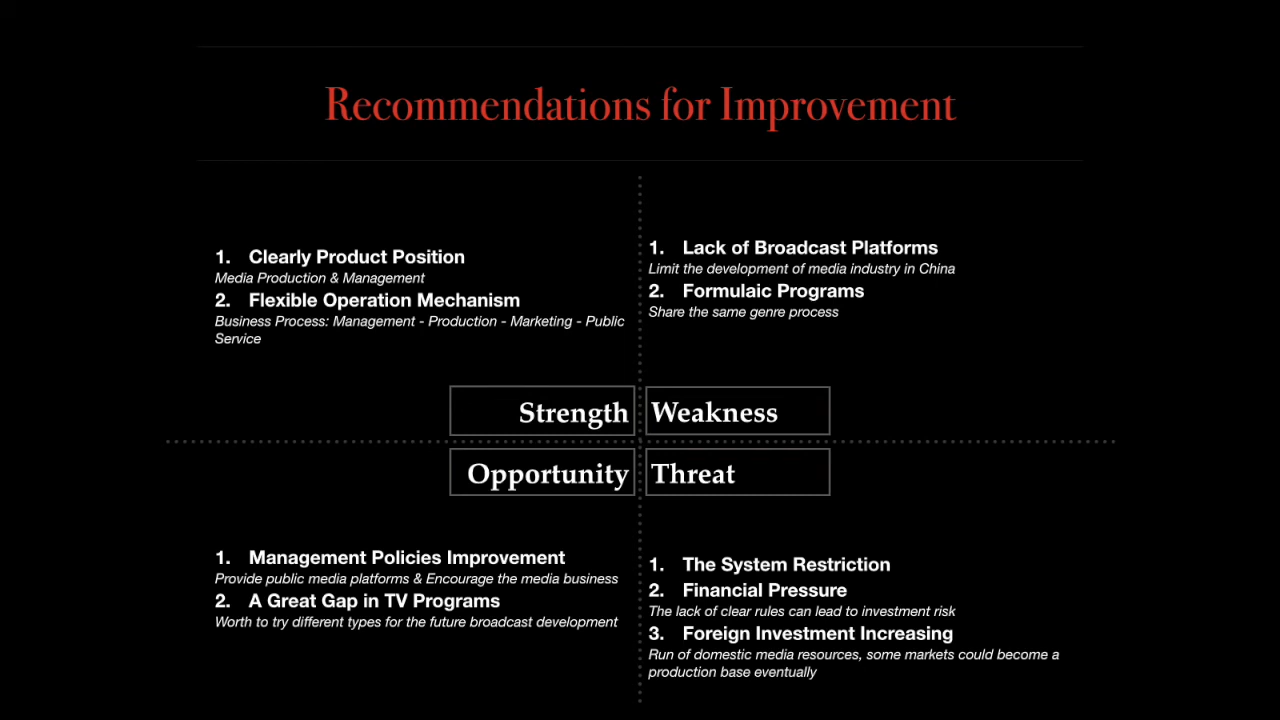 Recommendations for Improvement
1. Clearly Product Position
Media Production & Management
2. Flexible Operation Mechanism
Business Process: Management - Production - Marketing - Public
Service
1. Lack of Broadcast Platforms
Limit the development of media industry in China
2. Formulaic Programs
Share the same genre process
Strength
Weakness
Opportunity
Threat
1. Management Policies Improvement
Provide public media platforms & Encourage the media business
2. A Great Gap in TV Programs
Worth to try different types for the future broadcast development
1. The System Restriction
2. Financial Pressure
The lack of clear rules can lead to investment risk
3. Foreign Investment Increasing
Run of domestic media resources, some markets could become a
production base eventually